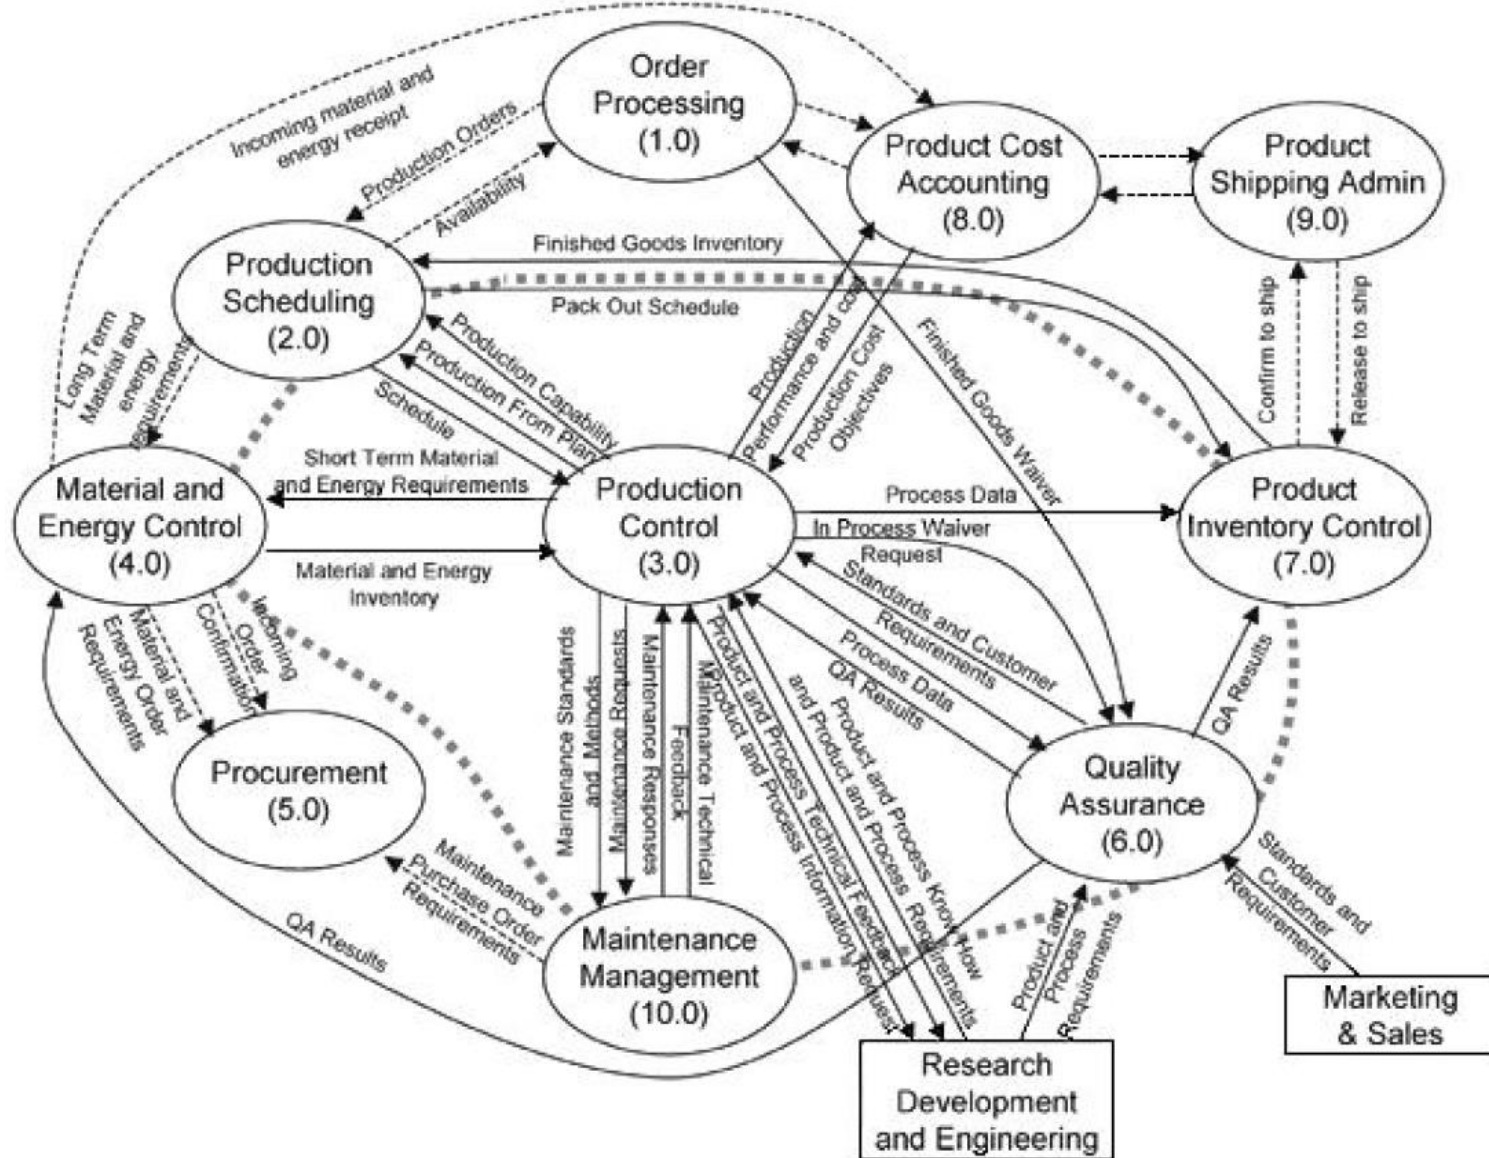 Order
Processing
(1.0)
Incoming material and
energy receipt
Production Orders
Availability
Product Cost
Accounting
(8.0)
Product
Shipping Admin
(9.0)
Production
Scheduling
(2.0)
Finished Goods Inventory
Pack Out Schedule
Long Term
Material and
energy
requirements
Production Capability
Production From Plan
Schedule
Production
Performance and cost
Production Cost
Objectives
Finished Goods Waiver
Confirm to ship
Release to ship
Material and
Energy Control
(4.0)
Short Term Material
and Energy Requirements
Production
Control
(3.0)
Process Data
In Process Waiver
Request
Product
Inventory Control
(7.0)
Material and Energy
Inventory
Standards and Customer
Requirements
Process Data
QA Results
QA Results
Incoming
Order
Confirmation
Material and
Energy Order
Requirements
Procurement
(5.0)
Maintenance Standards
and Methods
Maintenance Requests
Maintenance Responses
Feedback
Maintenance Technical
Product and Process Technical Feedback
Product and Process Information Request
Product and Process Know How
and Product and Process Requirements
Quality
Assurance
(6.0)
Maintenance
Purchase Order
Requirements
QA Results
Maintenance
Management
(10.0)
Product and
Process
Requirements
Standards and
Customer
Requirements
Marketing
& Sales
Research
Development
and Engineering